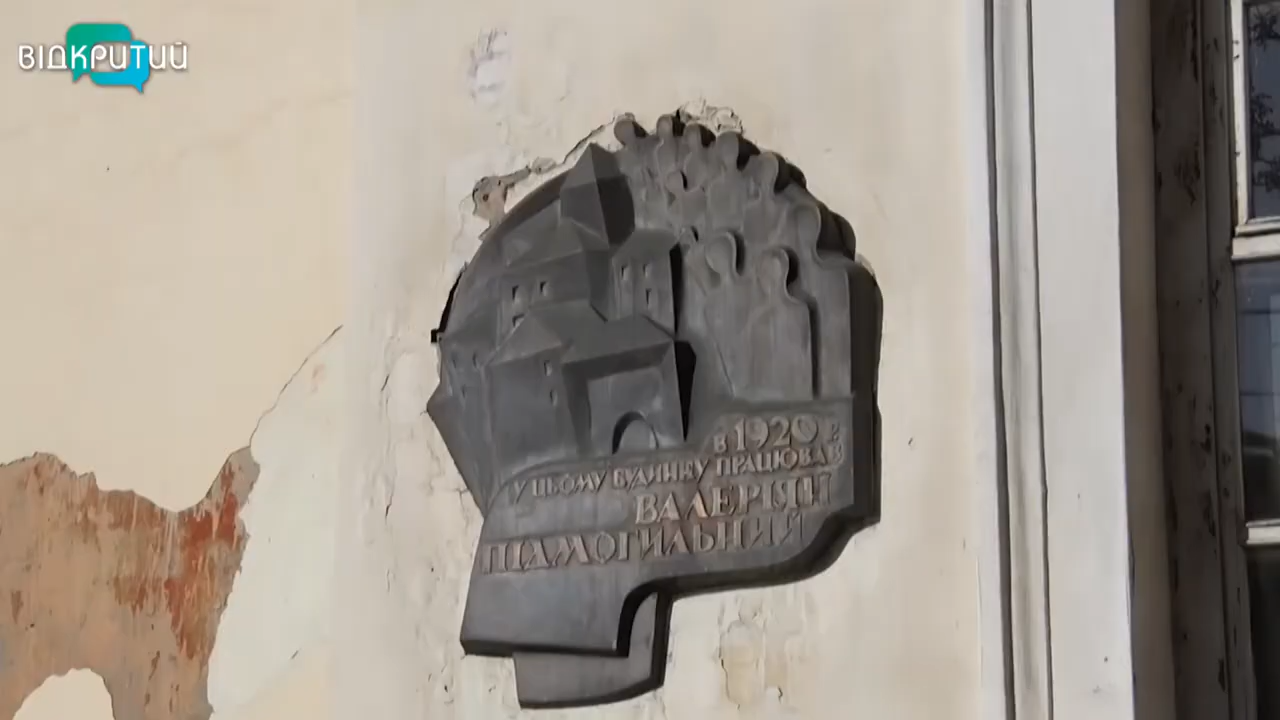 ВІДКРИТИЙ
В 1920 Р.
У ЦЬОМУ БУДИНКУ ПРАЦЮВАВ
ВАЛЕРІЯН
ПІДМОГИЛЬНИЙ